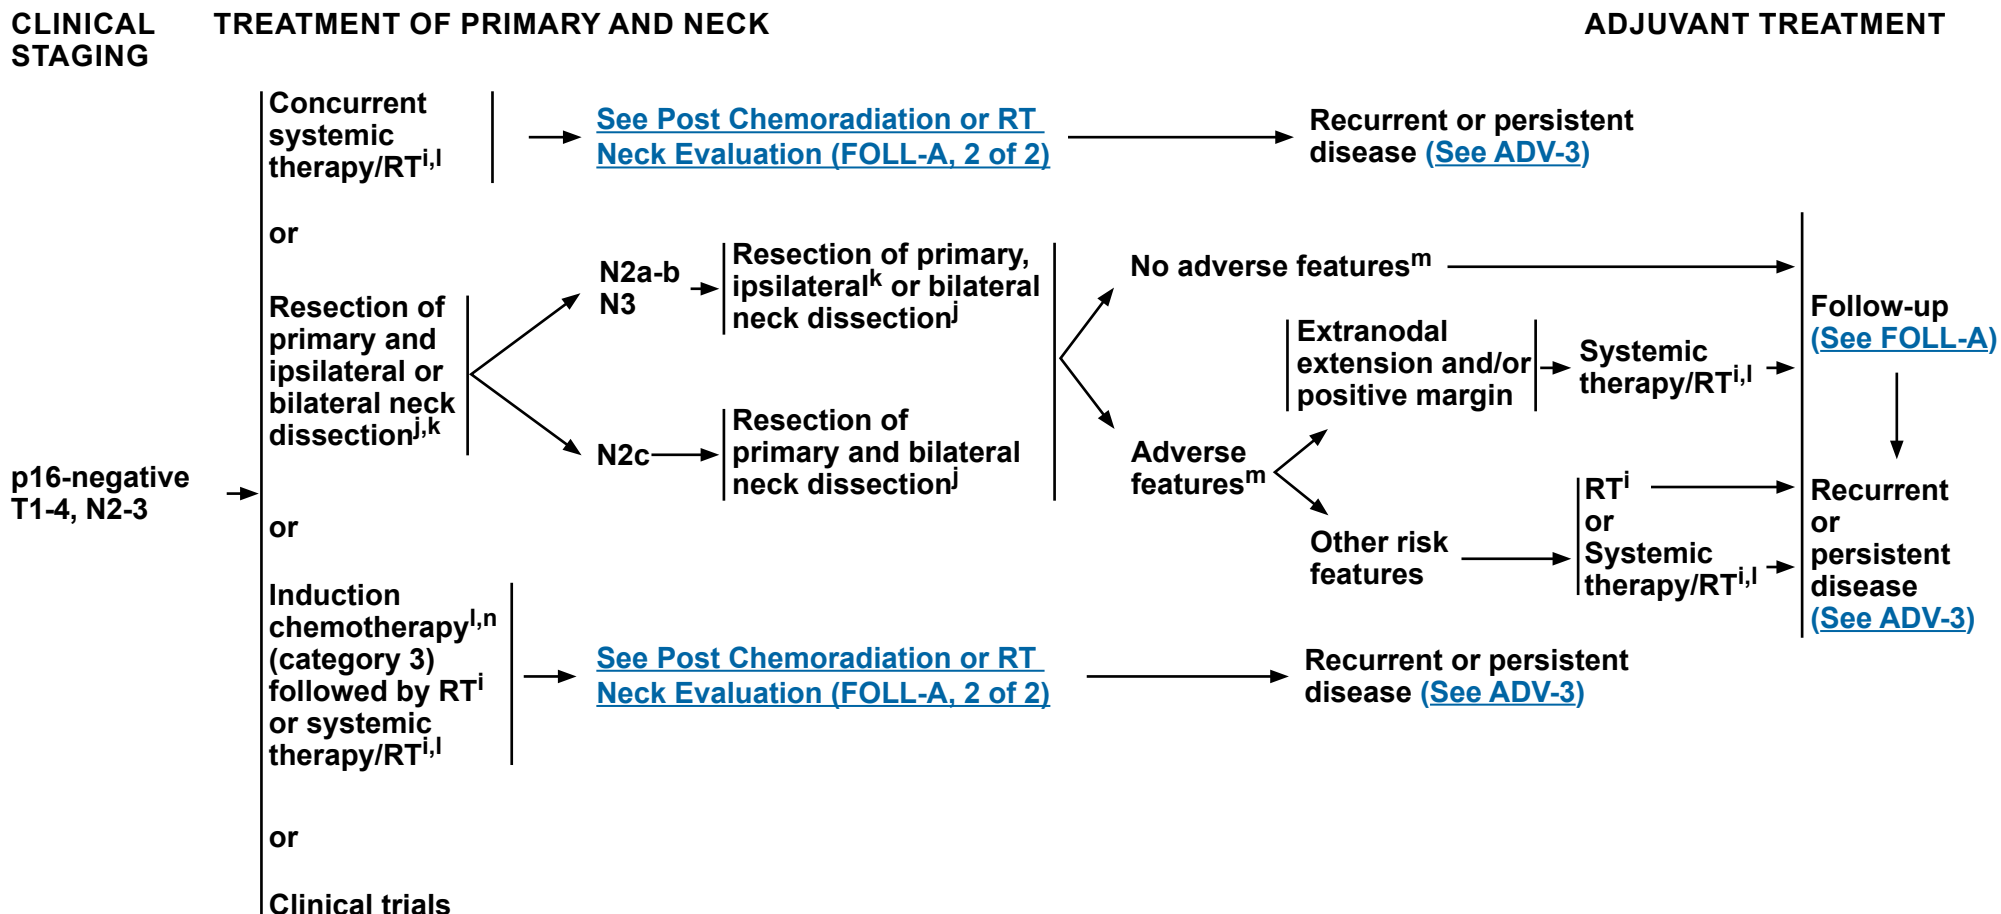 CLINICAL
STAGING
TREATMENT OF PRIMARY AND NECK
ADJUVANT TREATMENT
p16-negative
T1-4, N2-3
Concurrent
systemic
therapy/RTi,l
See Post Chemoradiation or RT
Neck Evaluation (FOLL-A, 2 of 2)
Recurrent or persistent
disease (See ADV-3)
or
Resection of
primary and
ipsilateral or
bilateral neck
dissectionj,k
N2a-b
N3
Resection of primary,
ipsilateralk or bilateral
neck dissectionj
N2c
Resection of
primary and bilateral
neck dissectionj
No adverse featuresm
Adverse
featuresm
Extranodal
extension and/or
positive margin
Systemic
therapy/RTi,l
Other risk
features
RTi
or
Systemic
therapy/RTi,l
Follow-up
(See FOLL-A)
Recurrent
or
persistent
disease
(See ADV-3)
or
Induction
chemotherapyl,n
(category 3)
followed by RTi
or systemic
therapy/RTi,l
See Post Chemoradiation or RT
Neck Evaluation (FOLL-A, 2 of 2)
Recurrent or persistent
disease (See ADV-3)
or
Clinical trials